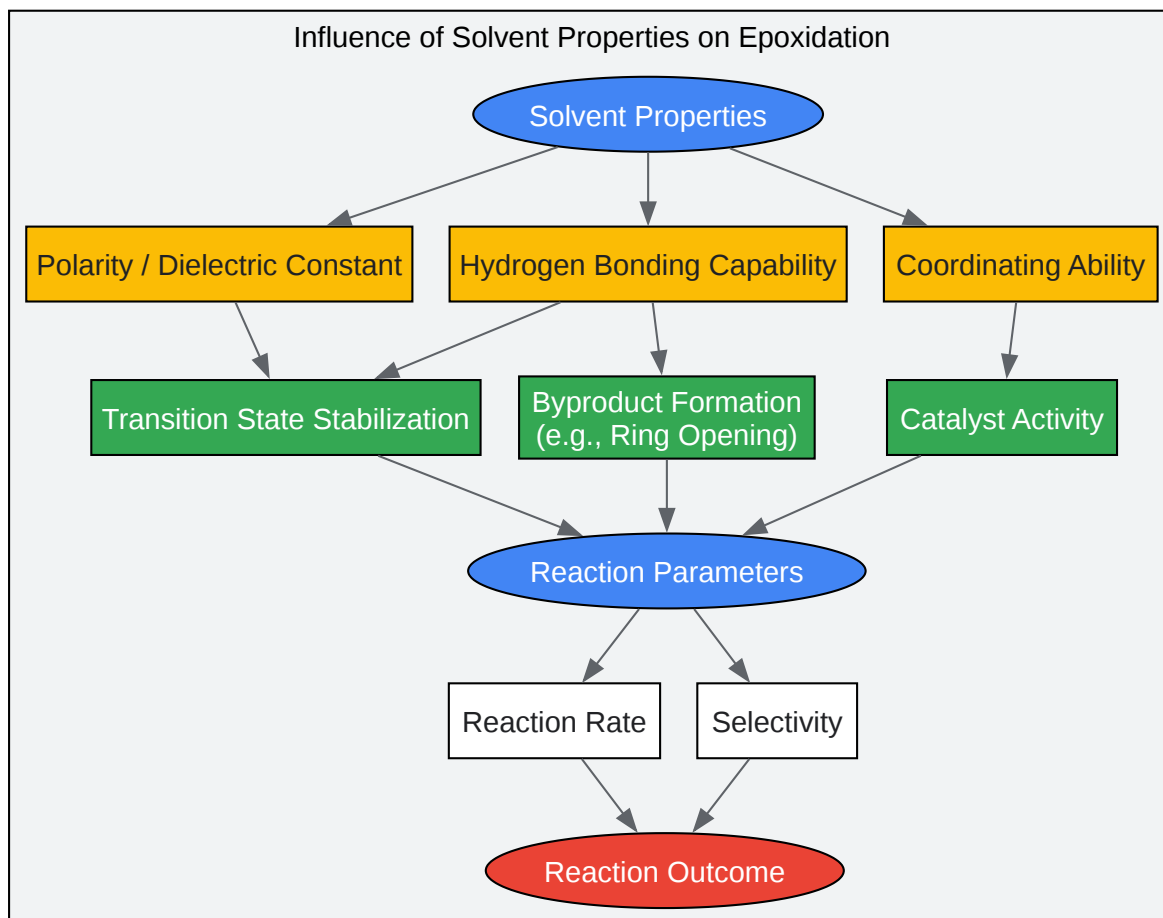 Influence of Solvent Properties on Epoxidation
Solvent Properties
Polarity / Dielectric Constant
Hydrogen Bonding Capability
Coordinating Ability
Transition State Stabilization
Byproduct Formation
(e.g., Ring Opening)
Catalyst Activity
Reaction Parameters
Reaction Rate
Selectivity
Reaction Outcome